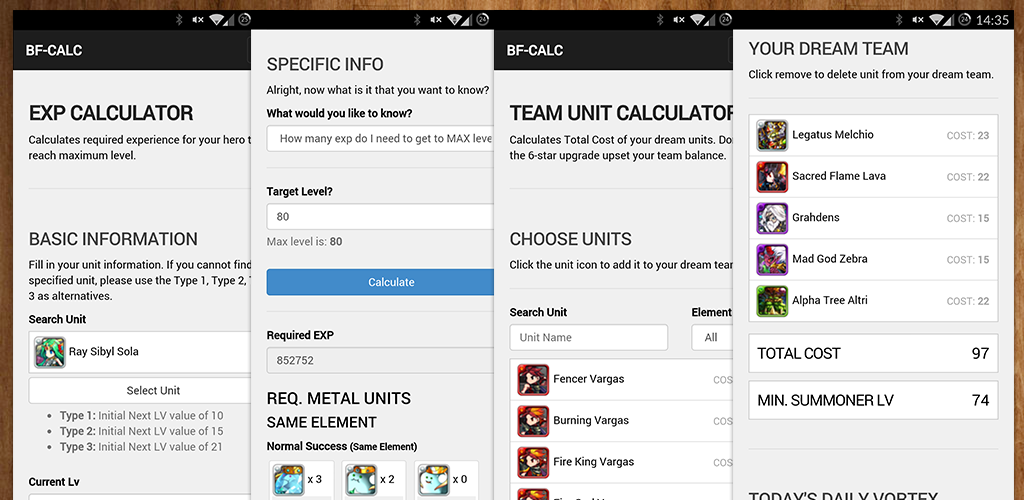 25
BF-CALC
EXP CALCULATOR
Calculates required experience for your hero t
reach maximum level.
BASIC INFORMATION
Fill in your unit information. If you cannot find
specified unit, please use the Type 1, Type 2,
3 as alternatives.
Search Unit
Ray Sibyl Sola
Select Unit
Type 1: Initial Next LV value of 10
Type 2: Initial Next LV value of 15
Type 3: Initial Next LV value of 21
Current Lv
24
SPECIFIC INFO
Alright, now what is it that you want to know?
What would you like to know?
How many exp do I need to get to MAX leve
Target Level?
80
Max level is: 80
Calculate
Required EXP
852752
REQ. METAL UNITS
SAME ELEMENT
Normal Success (Same Element)
x 3
x 2
x 0
24
BF-CALC
TEAM UNIT CALCULATOR
Calculates Total Cost of your dream units. Do
the 6-star upgrade upset your team balance.
CHOOSE UNITS
Click the unit icon to add it to your dream tear
Search Unit
Element
Unit Name
All
Fencer Vargas
COS
Burning Vargas
COS
Fire King Vargas
COS
24 14:35
YOUR DREAM TEAM
Click remove to delete unit from your dream team.
Legatus Melchio
COST: 23
Sacred Flame Lava
COST: 22
Grahdens
COST: 15
Mad God Zebra
COST: 15
Alpha Tree Altri
COST: 22
TOTAL COST
97
MIN. SUMMONER LV
74
TODAY'S DAILY VORTEX